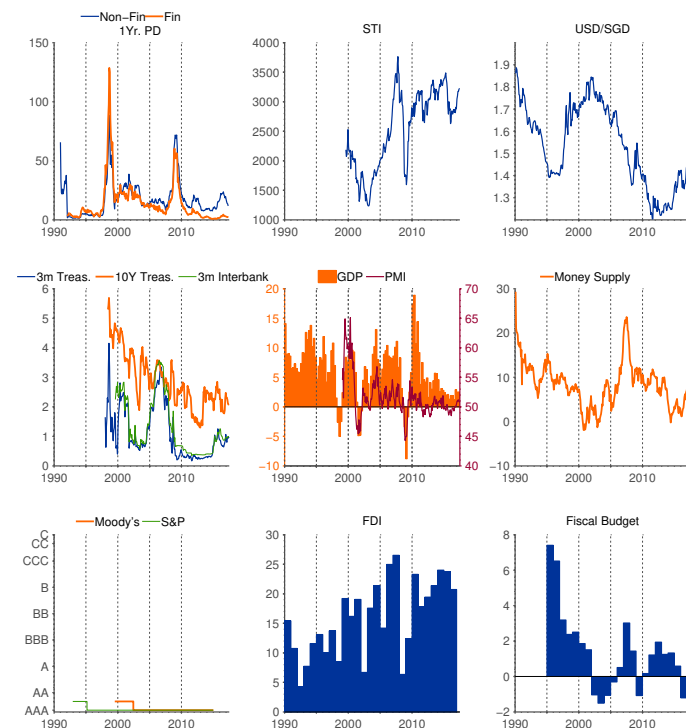 Non−Fin Fin
1Yr. PD
150
100
50
0
1990 2000 2010
STI
4000
3500
3000
2500
2000
1500
1000
1990 2000 2010
USD/SGD
1.9
1.8
1.7
1.6
1.5
1.4
1.3
1990 2000 2010
3m Treas. 10Y Treas. 3m Interbank
6
5
4
3
2
1
0
1990 2000 2010
GDP PMI
20
15
10
5
0
−5
−10
70
65
60
55
50
45
40
1990 2000 2010
Money Supply
30
20
10
0
−10
1990 2000 2010
Moody's S&P
C
CC
CCC
B
BB
BBB
A
AA
AAA
1990 2000 2010
FDI
30
25
20
15
10
5
0
1990 2000 2010
Fiscal Budget
8
6
4
2
0
−2
1990 2000 2010